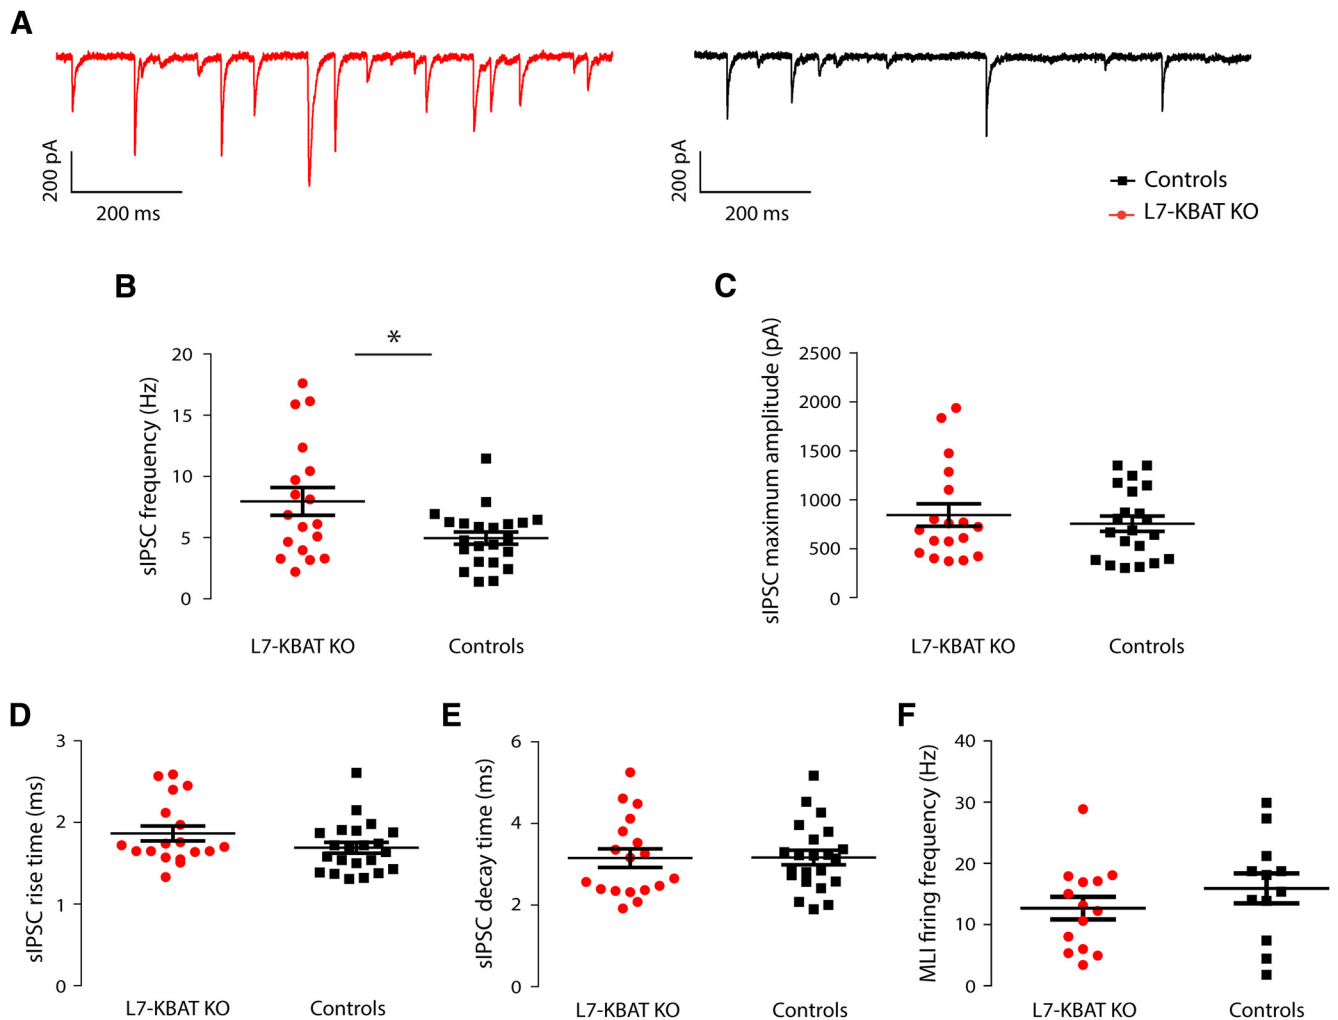 A
200 pA
200 ms
200 pA
200 ms
Controls
L7-KBAT KO
B
sIPSC frequency (Hz)
20
15
10
5
0
*
L7-KBAT KO
Controls
C
sIPSC maximum amplitude (pA)
2500
2000
1500
1000
500
0
L7-KBAT KO
Controls
D
sIPSC rise time (ms)
3
2
1
0
L7-KBAT KO
Controls
E
sIPSC decay time (ms)
6
4
2
0
L7-KBAT KO
Controls
F
MLI firing frequency (Hz)
40
30
20
10
0
L7-KBAT KO
Controls